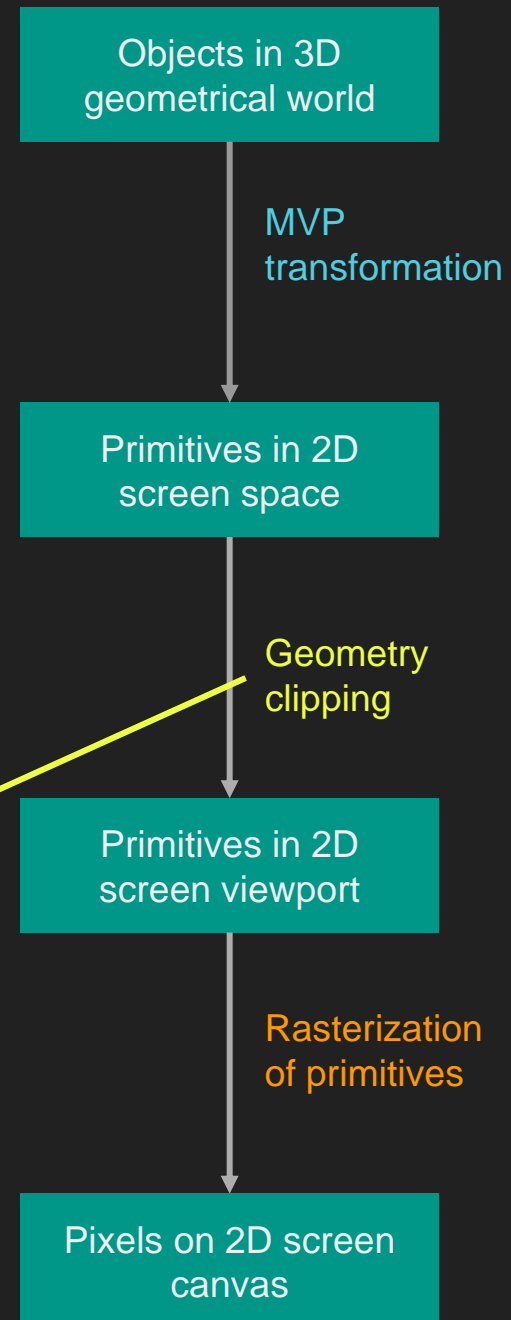 Objects in 3D
geometrical world
MVP
transformation
Primitives in 2D
screen space
Geometry
clipping
Primitives in 2D
screen viewport
Rasterization
of primitives
Pixels on 2D screen
canvas